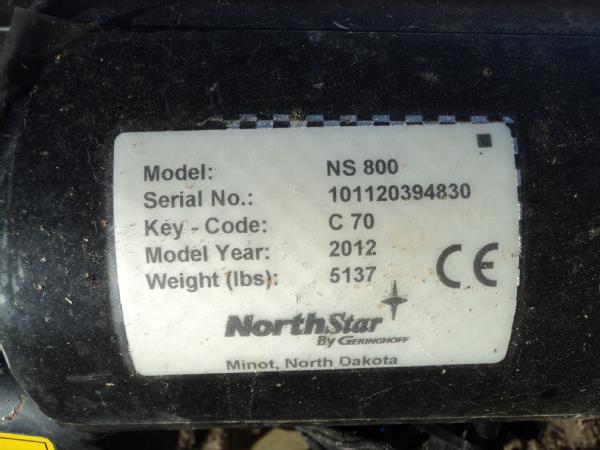 Model: NS 800
Serial No.: 101120394830
Key - Code: C 70
Model Year: 2012
Weight (lbs): 5137
CE
NorthStar
By GERINGHOFF
Minot, North Dakota